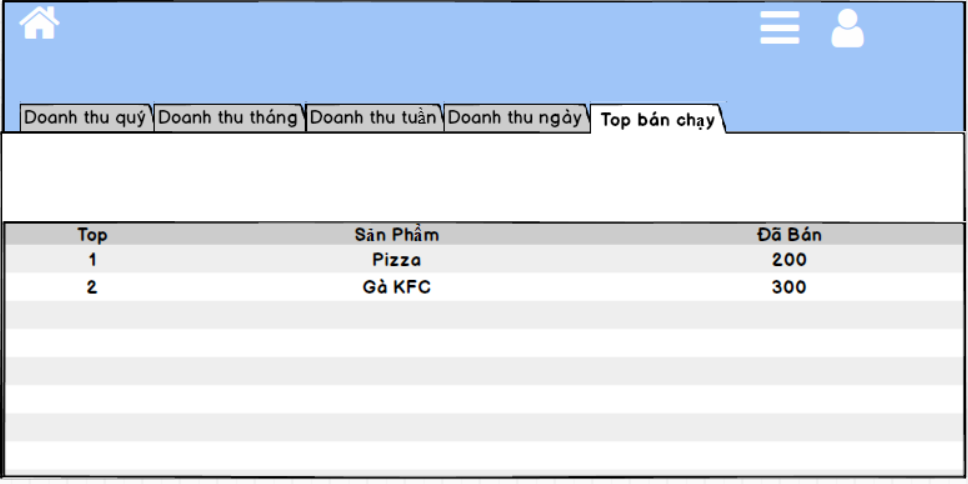 Doanh thu quý Doanh thu tháng Doanh thu tuần Doanh thu ngày Top bán chạy
Top Sản Phẩm Đã Bán
1 Pizza 200
2 Gà KFC 300